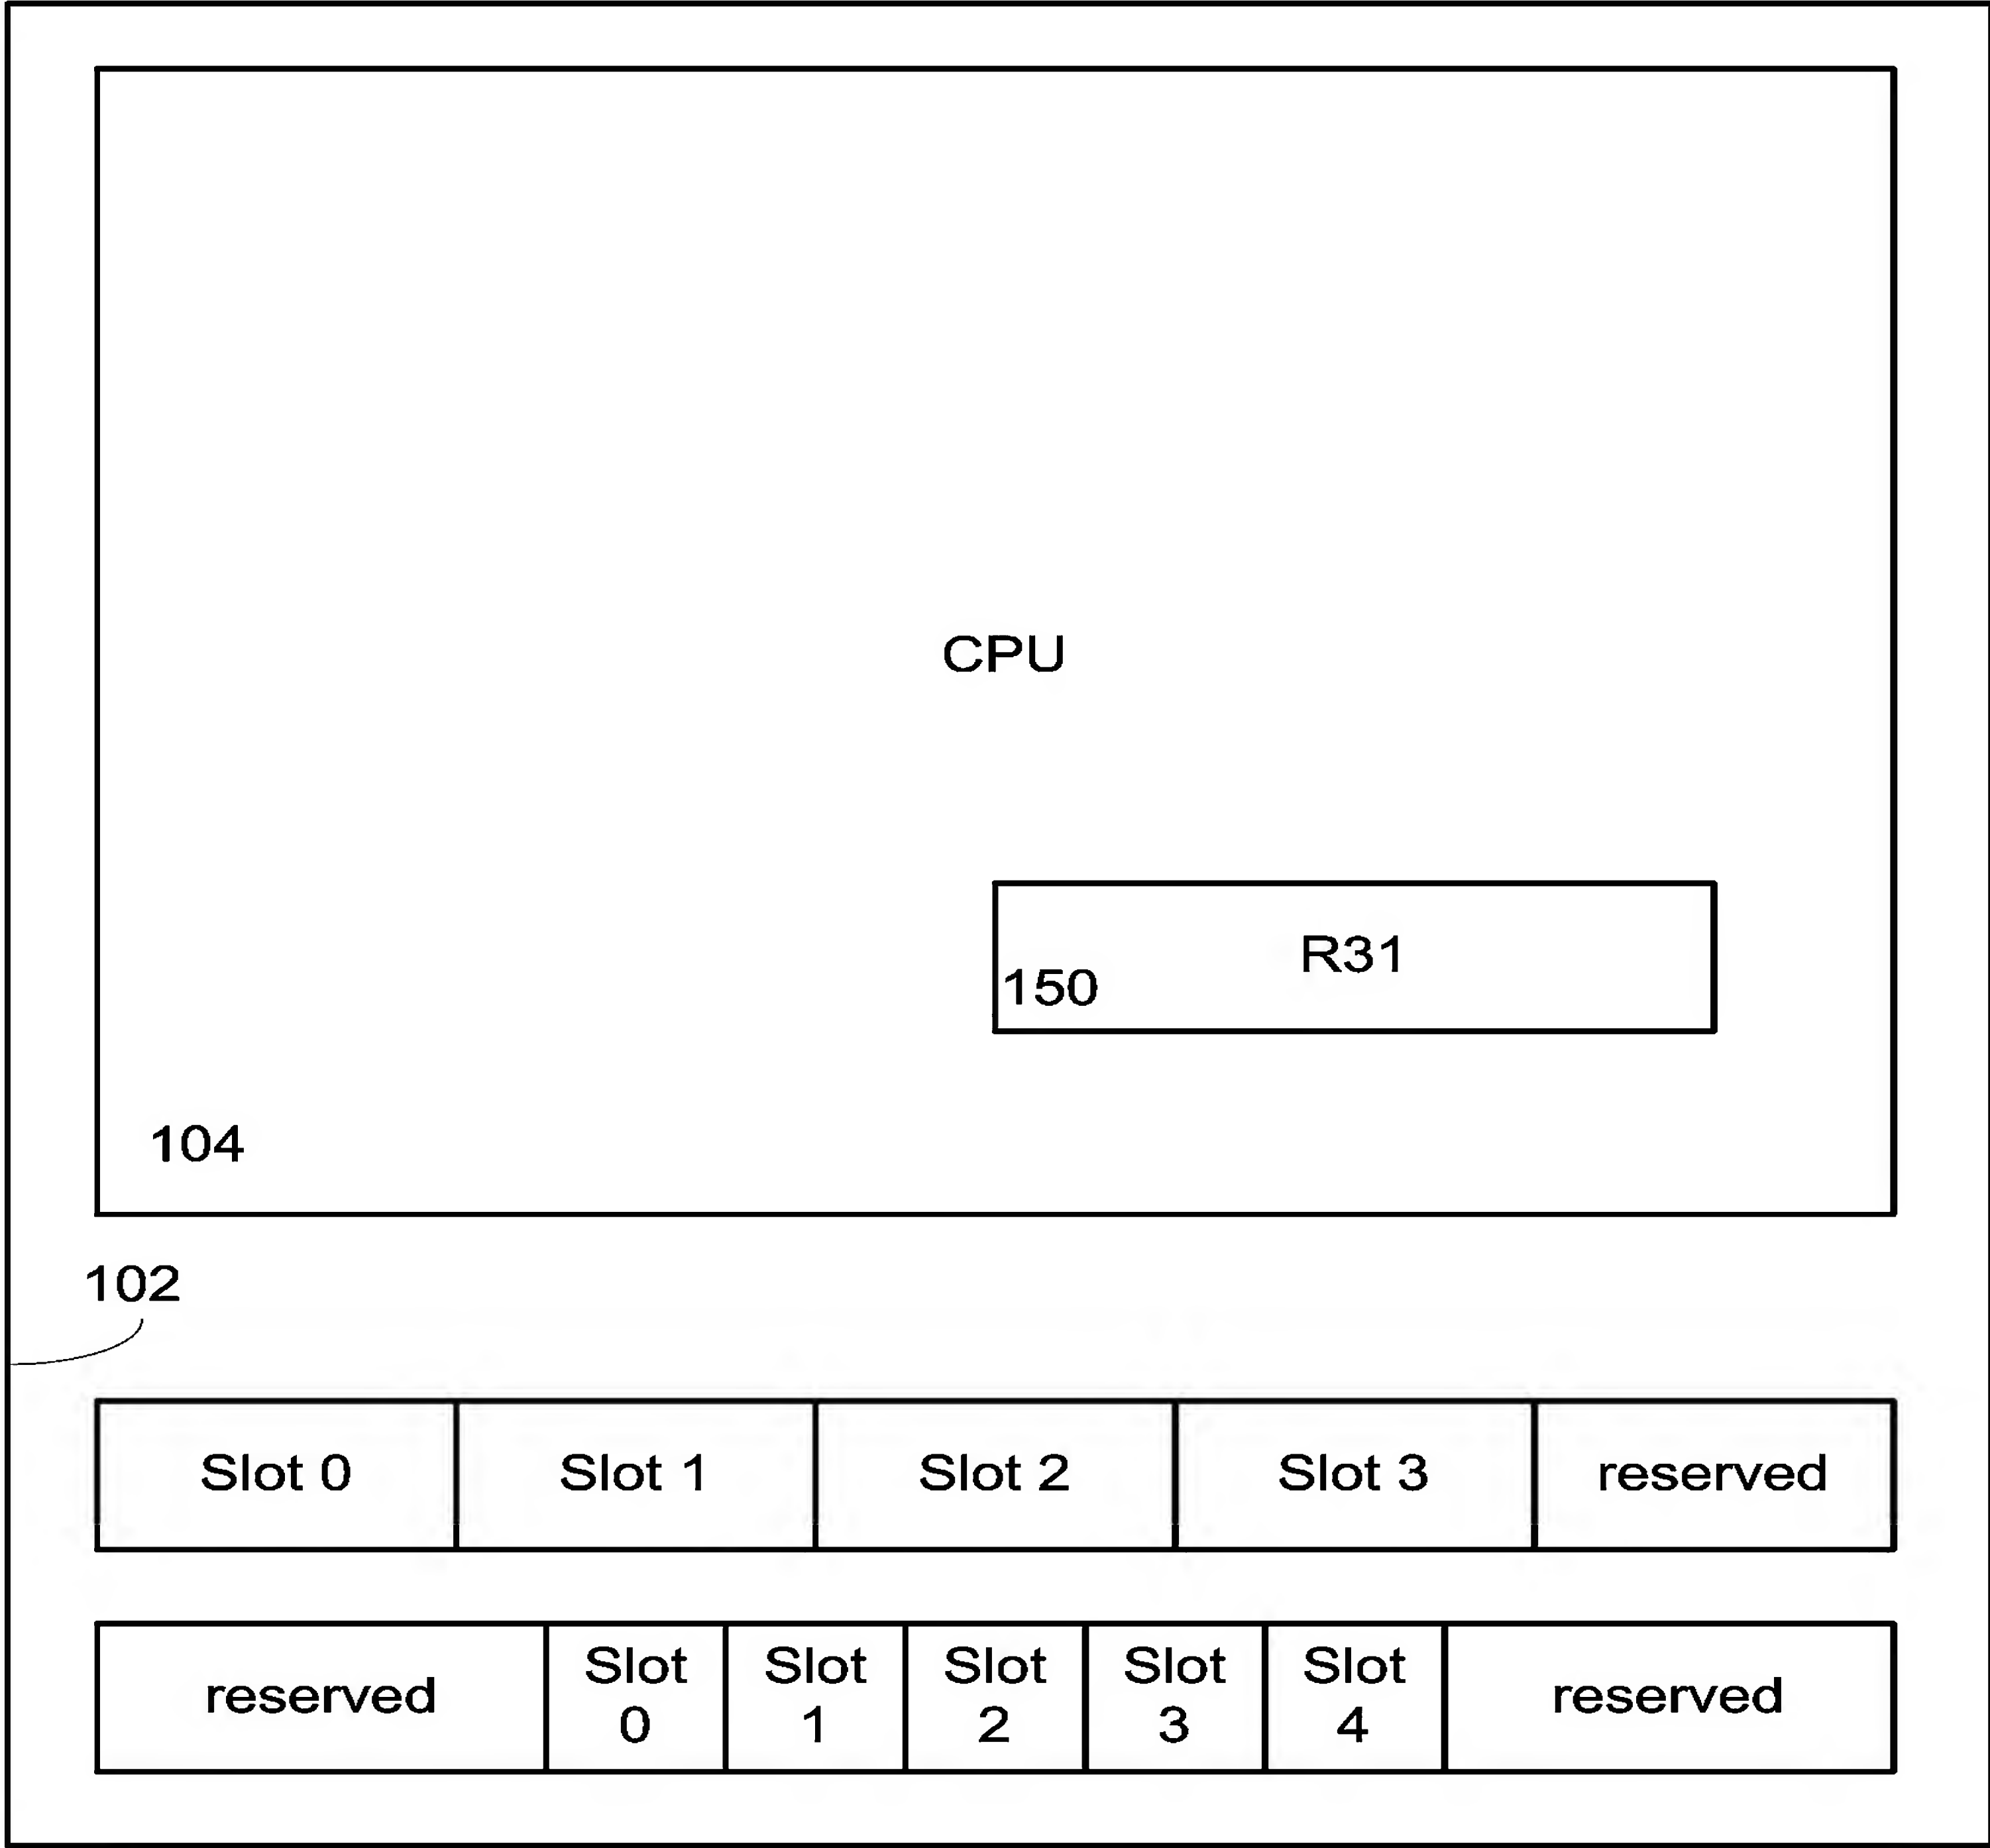 CPU
R31
150
104
102
Slot 0 Slot 1 Slot 2 Slot 3 reserved
reserved Slot 0 Slot 1 Slot 2 Slot 3 Slot 4 reserved